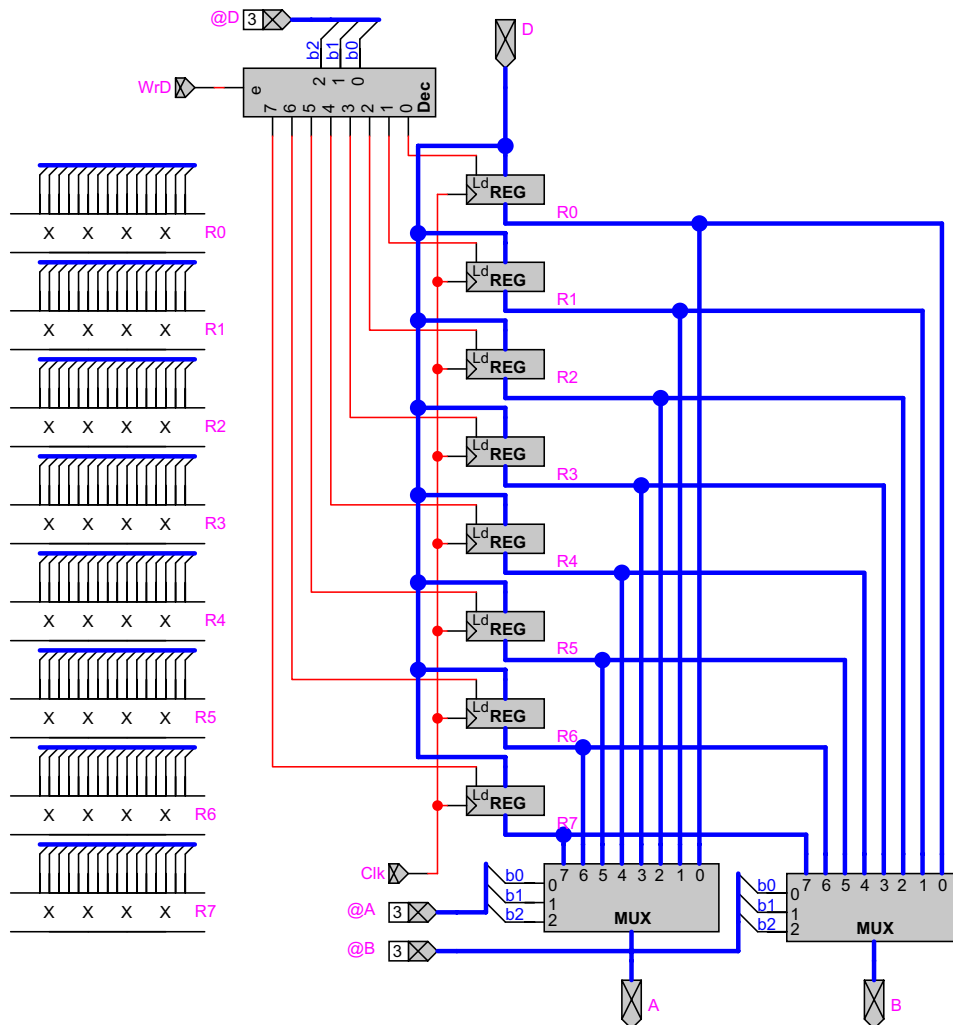 @D 3
D
b2 b1 b0
WrD
e 2 1 0 Dec
7 6 5 4 3 2 1 0
Ld REG
R0
X X X X R0
Ld REG
R1
X X X X R1
Ld REG
R2
X X X X R2
Ld REG
R3
X X X X R3
Ld REG
R4
X X X X R4
Ld REG
R5
X X X X R5
Ld REG
R6
X X X X R6
Ld REG
R7
X X X X R7
Clk
@A 3
@B 3
b0 0 7 6 5 4 3 2 1 0
b1 1
b2 2 MUX
b0 0 7 6 5 4 3 2 1 0
b1 1
b2 2 MUX
A
B